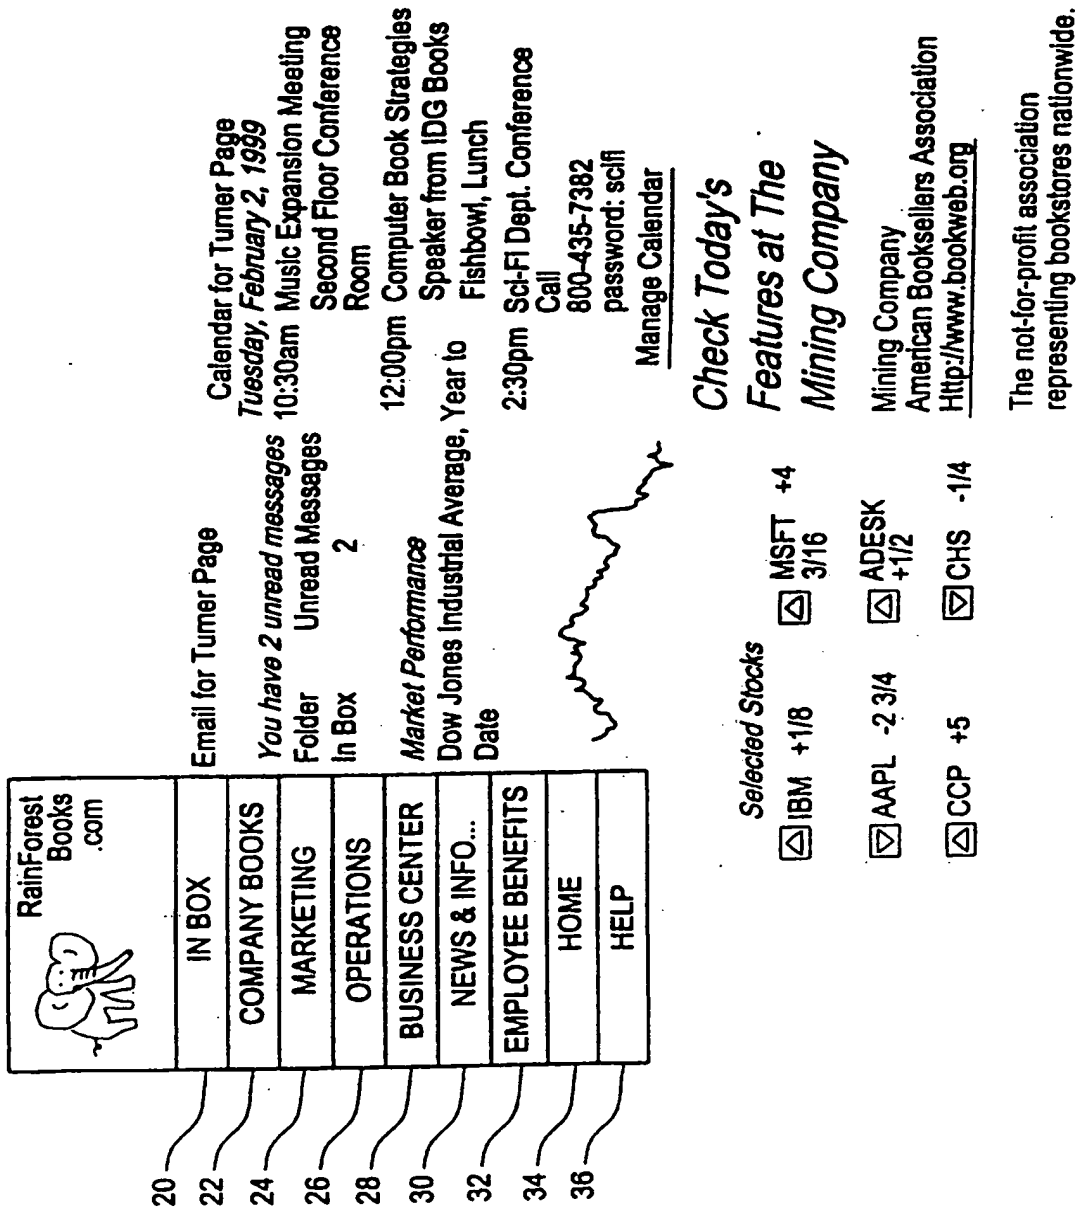 RainForest
Books
.com
20
IN BOX
22
COMPANY BOOKS
24
MARKETING
26
OPERATIONS
28
BUSINESS CENTER
30
NEWS & INFO...
32
EMPLOYEE BENEFITS
34
HOME
36
HELP
Email for Turner Page
You have 2 unread messages
Folder Unread Messages
In Box 2
Market Performance
Dow Jones Industrial Average, Year to
Date
Selected Stocks
IBM +1/8
MSFT +4
3/16
AAPL -2 3/4
ADESK
+1/2
CCP +5
CHS -1/4
Calendar for Turner Page
Tuesday, February 2, 1999
10:30am Music Expansion Meeting
Second Floor Conference
Room
12:00pm Computer Book Strategies
Speaker from IDG Books
Fishbowl, Lunch
2:30pm Sci-Fi Dept. Conference
Call
800-435-7382
password: scifi
Manage Calendar
Check Today's
Features at The
Mining Company
Mining Company
American Booksellers Association
Http://www.bookweb.org
The not-for-profit association
representing bookstores nationwide.